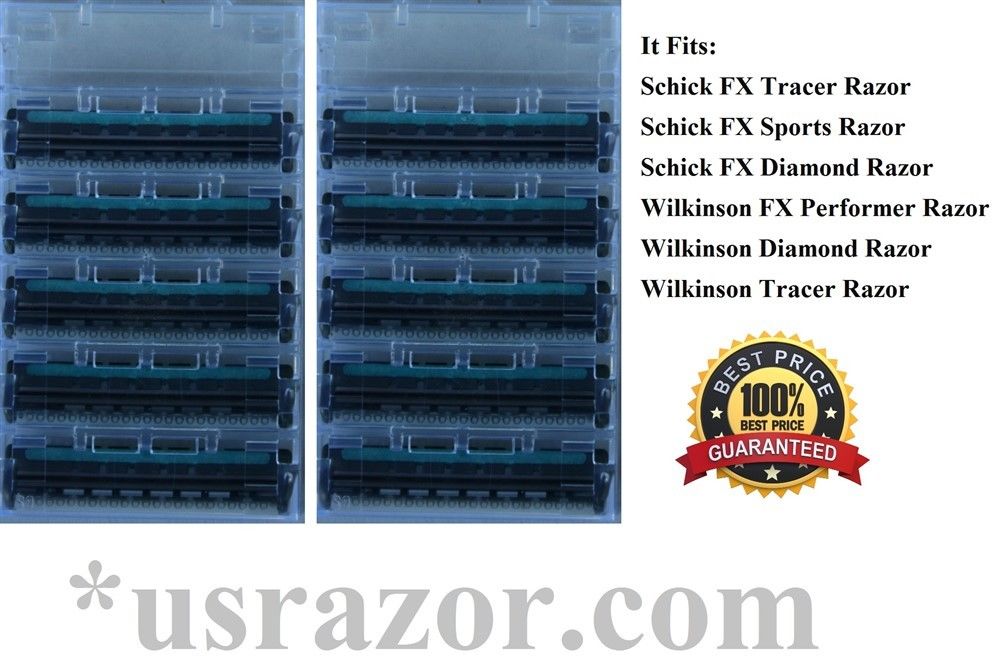 It Fits:
Schick FX Tracer Razor
Schick FX Sports Razor
Schick FX Diamond Razor
Wilkinson FX Performer Razor
Wilkinson Diamond Razor
Wilkinson Tracer Razor
BEST PRICE
100%
BEST PRICE
GUARANTEED
*usrazor.com